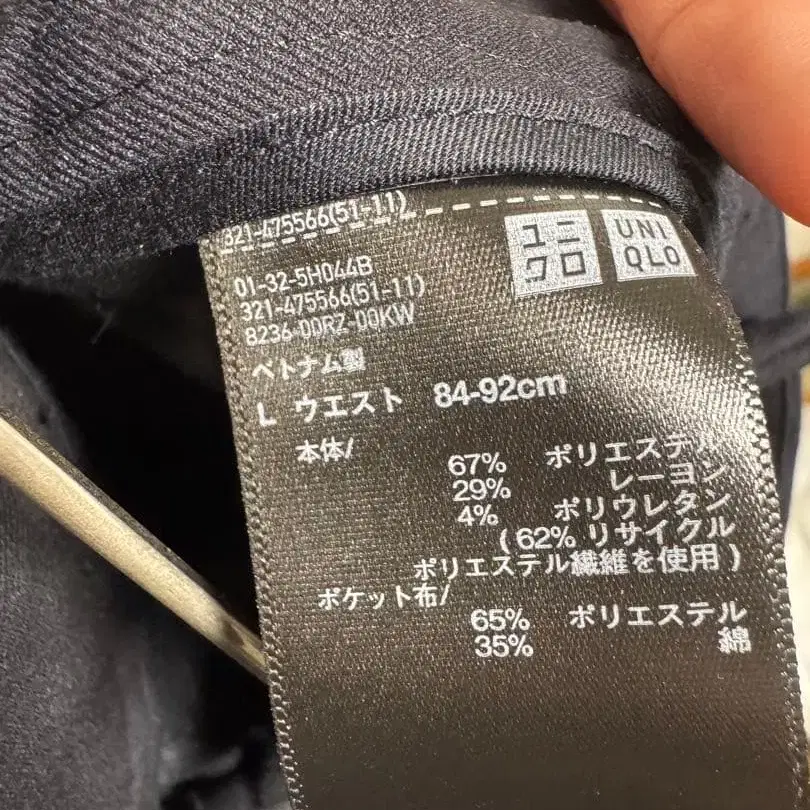 321-475566(51-11)
ユニ
クロ
UNI
QLO
01-32-5H044B
321-475566(51-11)
8236-00RZ-00KW
ベトナム製
L ウエスト 84-92cm
本体/
67% ポリエステル
29% レーヨン
4% ポリウレタン
(62% リサイクル
ポリエステル繊維を使用)
ポケット布/
65% ポリエステル
35% 綿